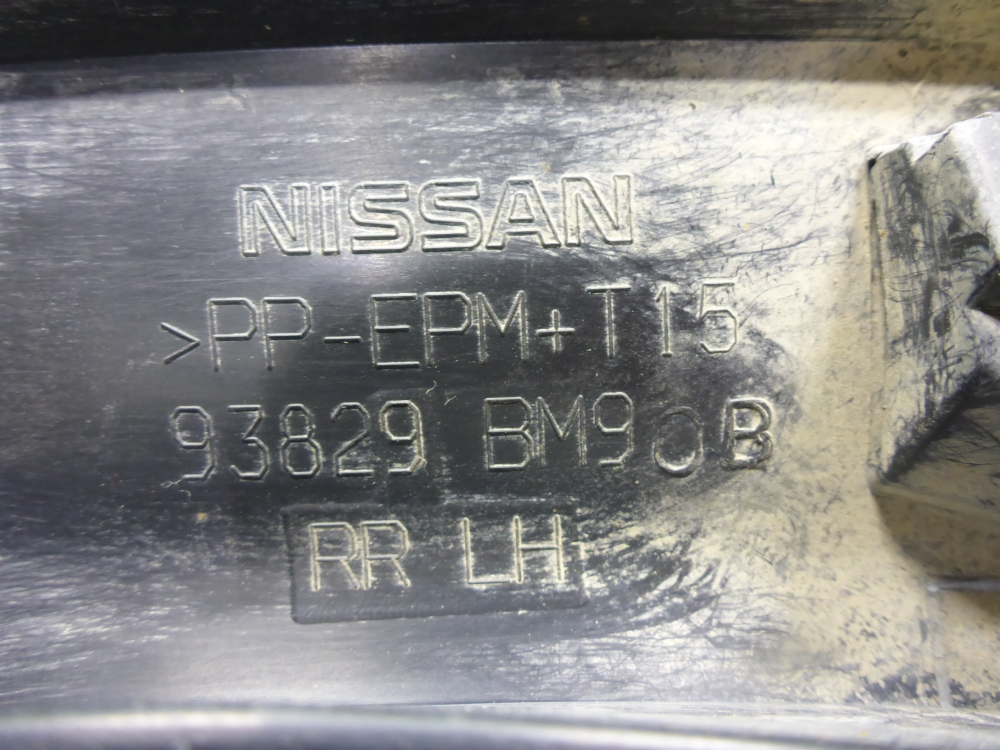 NISSAN
>PP-EPM+T15
93829 BM90B
RR LH